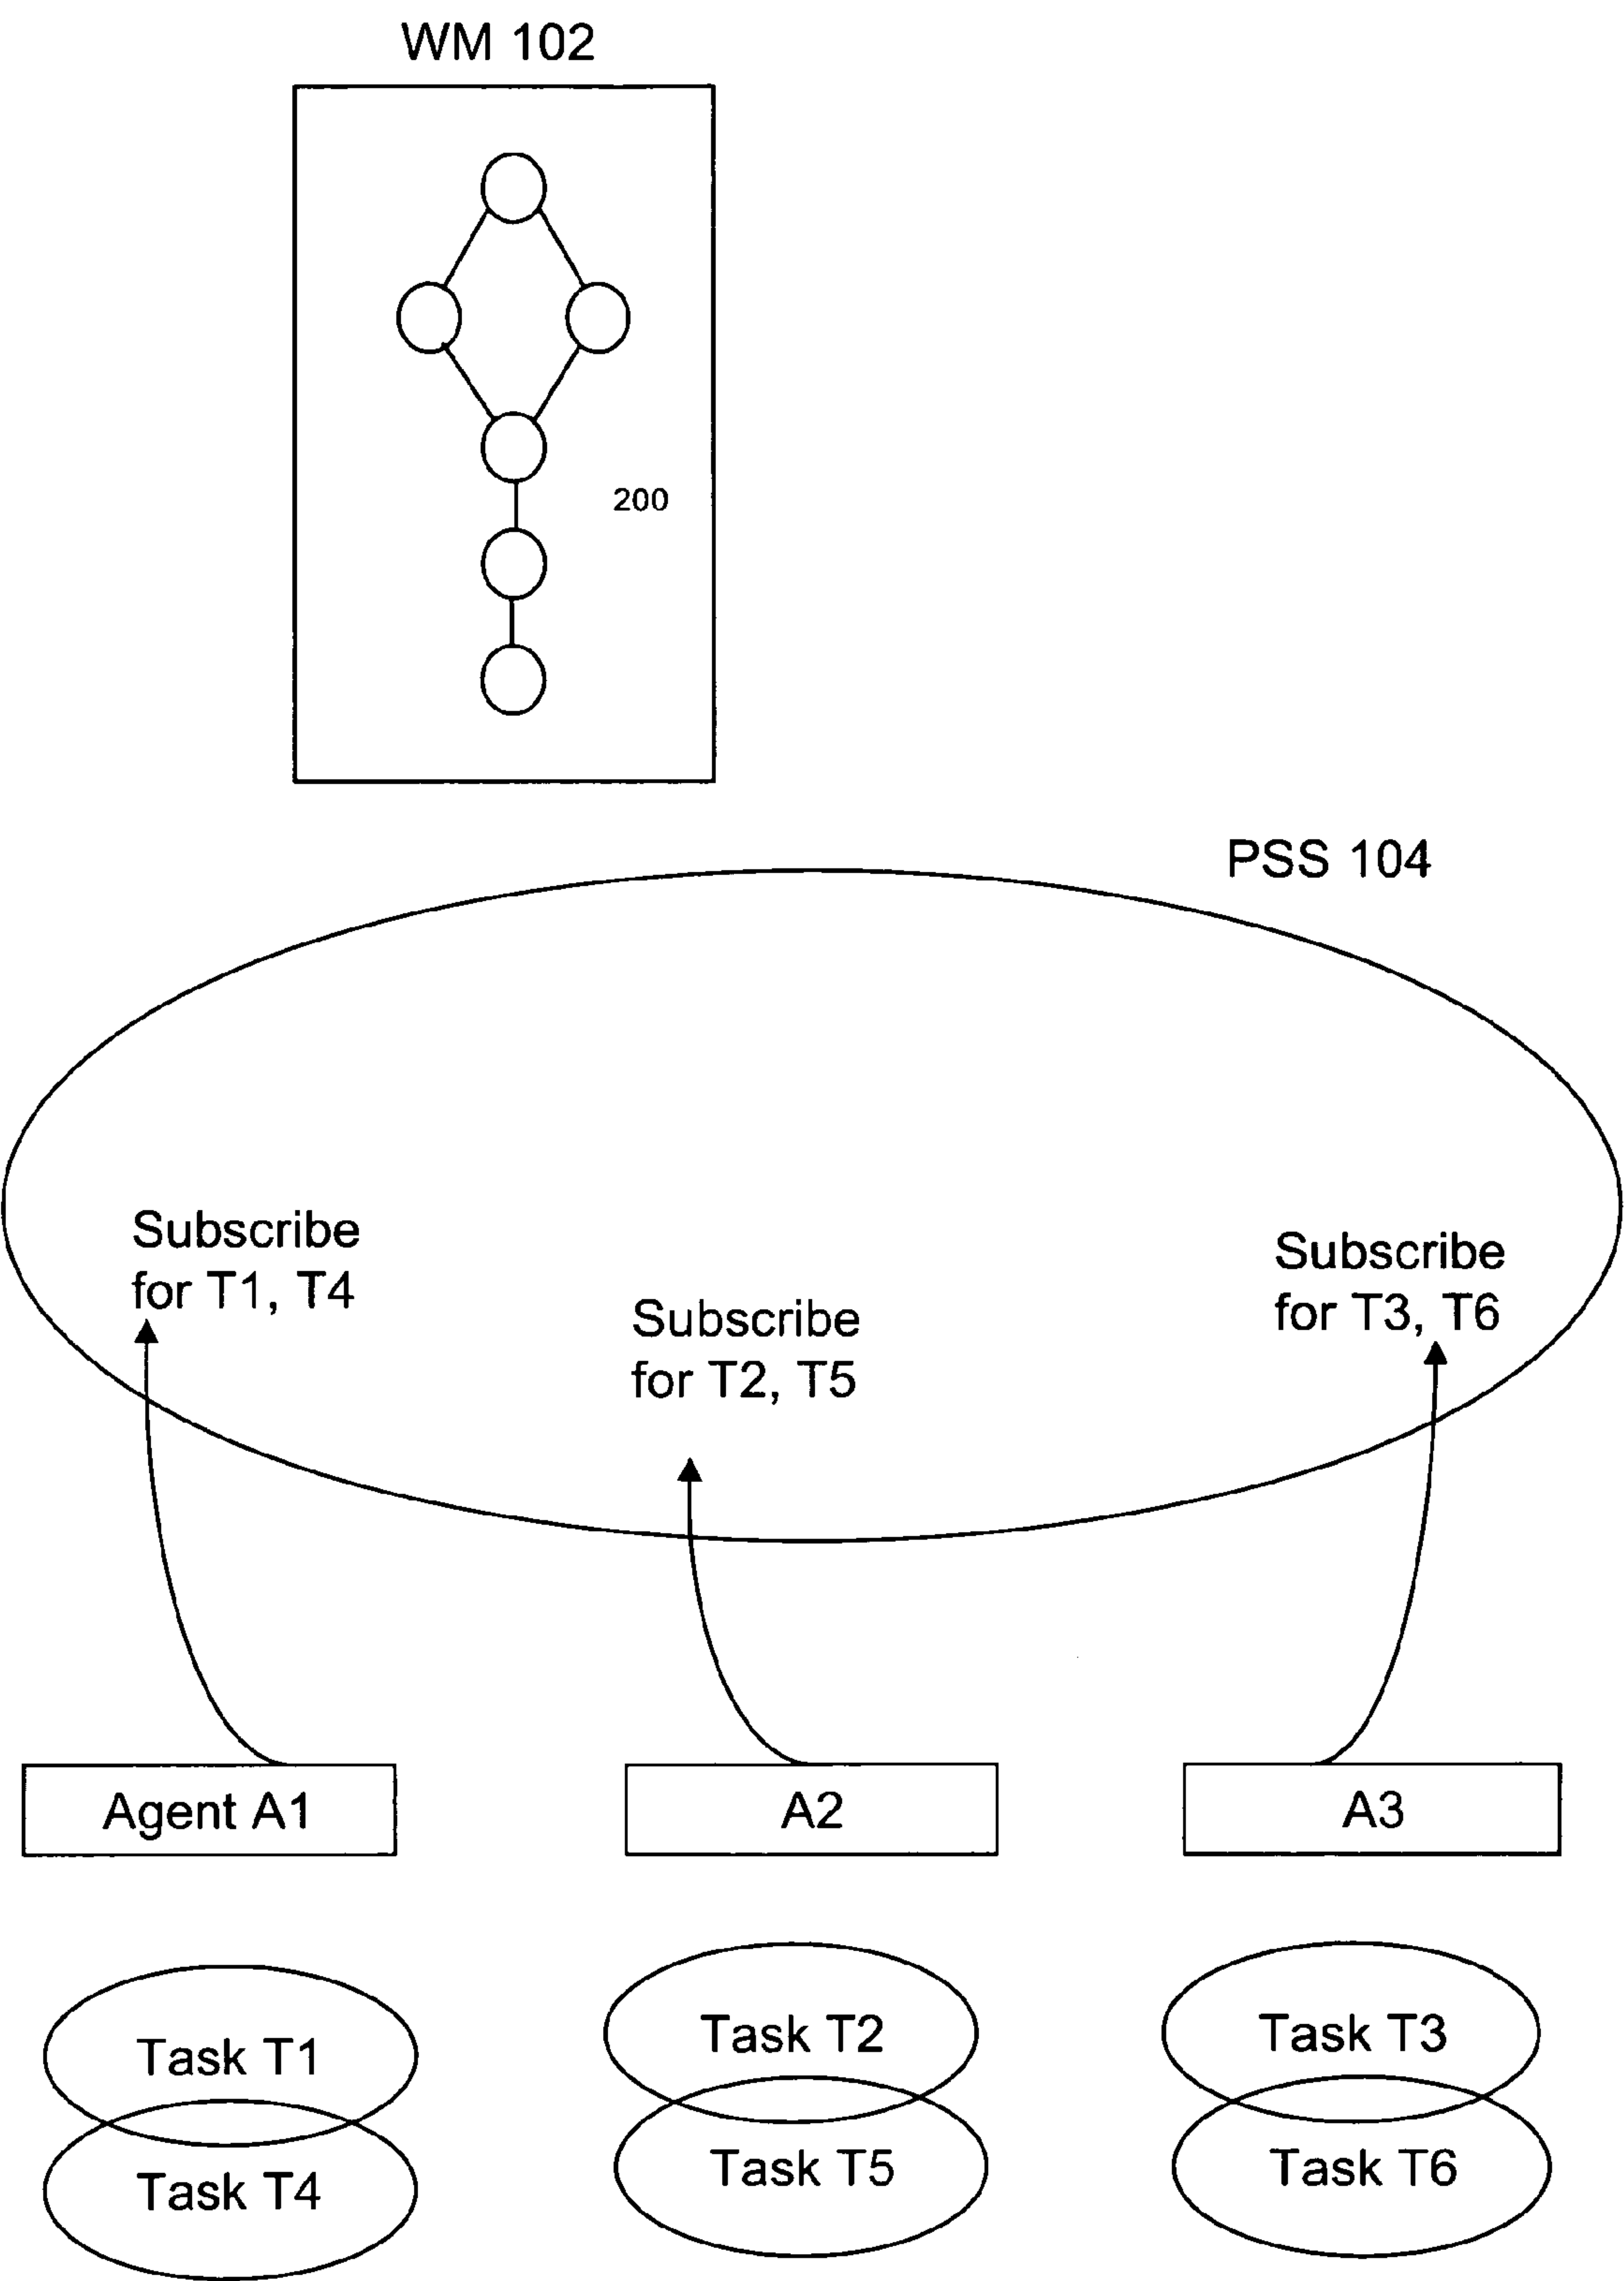 WM 102
200
PSS 104
Subscribe
for T1, T4
Subscribe
for T2, T5
Subscribe
for T3, T6
Agent A1
A2
A3
Task T1
Task T4
Task T2
Task T5
Task T3
Task T6